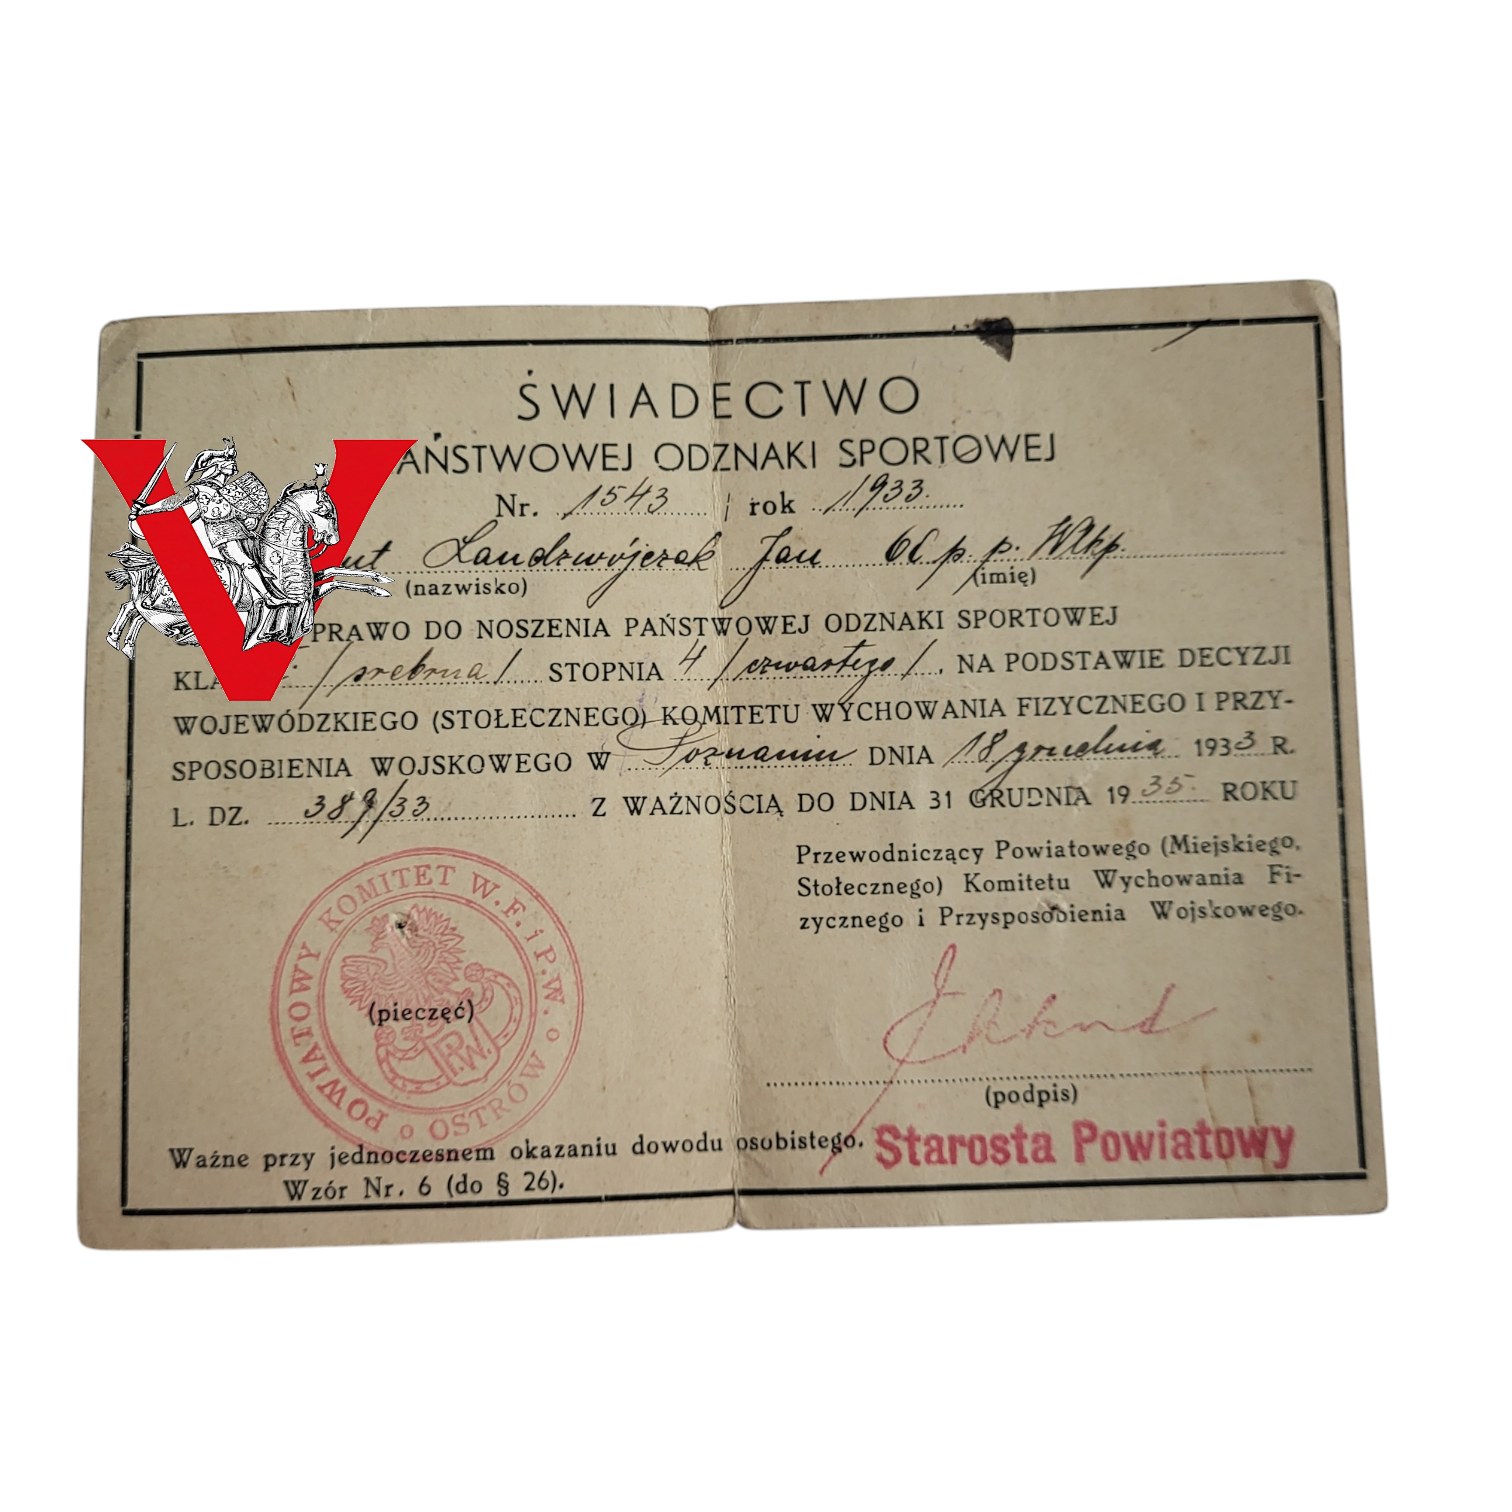 ŚWIADECTWO
AŃSTWOWEJ ODZNAKI SPORTOWEJ
Nr. 1543 rok 1933.
Landzwójczak Jan p. p. Wlkp.
(nazwisko) (imię)
PRAWO DO NOSZENIA PAŃSTWOWEJ ODZNAKI SPORTOWEJ
KLA /srebrna/ STOPNIA 4 /czwartego/, NA PODSTAWIE DECYZJI
WOJEWÓDZKIEGO (STOŁECZNEGO) KOMITETU WYCHOWANIA FIZYCZNEGO I PRZY-
SPOSOBIENIA WOJSKOWEGO W Poznaniu DNIA 18 grudnia 1933 R.
L. DZ. 389/33 Z WAŻNOŚCIĄ DO DNIA 31 GRUDNIA 1935 ROKU
Przewodniczący Powiatowego (Miejskiego,
Stołecznego) Komitetu Wychowania Fi-
zycznego i Przysposobienia Wojskowego.
POWIATOWY KOMITET W.F. i P.W. o OSTRÓW o
P.W.
(pieczęć)
(podpis)
Starosta Powiatowy
Ważne przy jednoczesnem okazaniu dowodu osobistego.
Wzór Nr. 6 (do § 26).
V